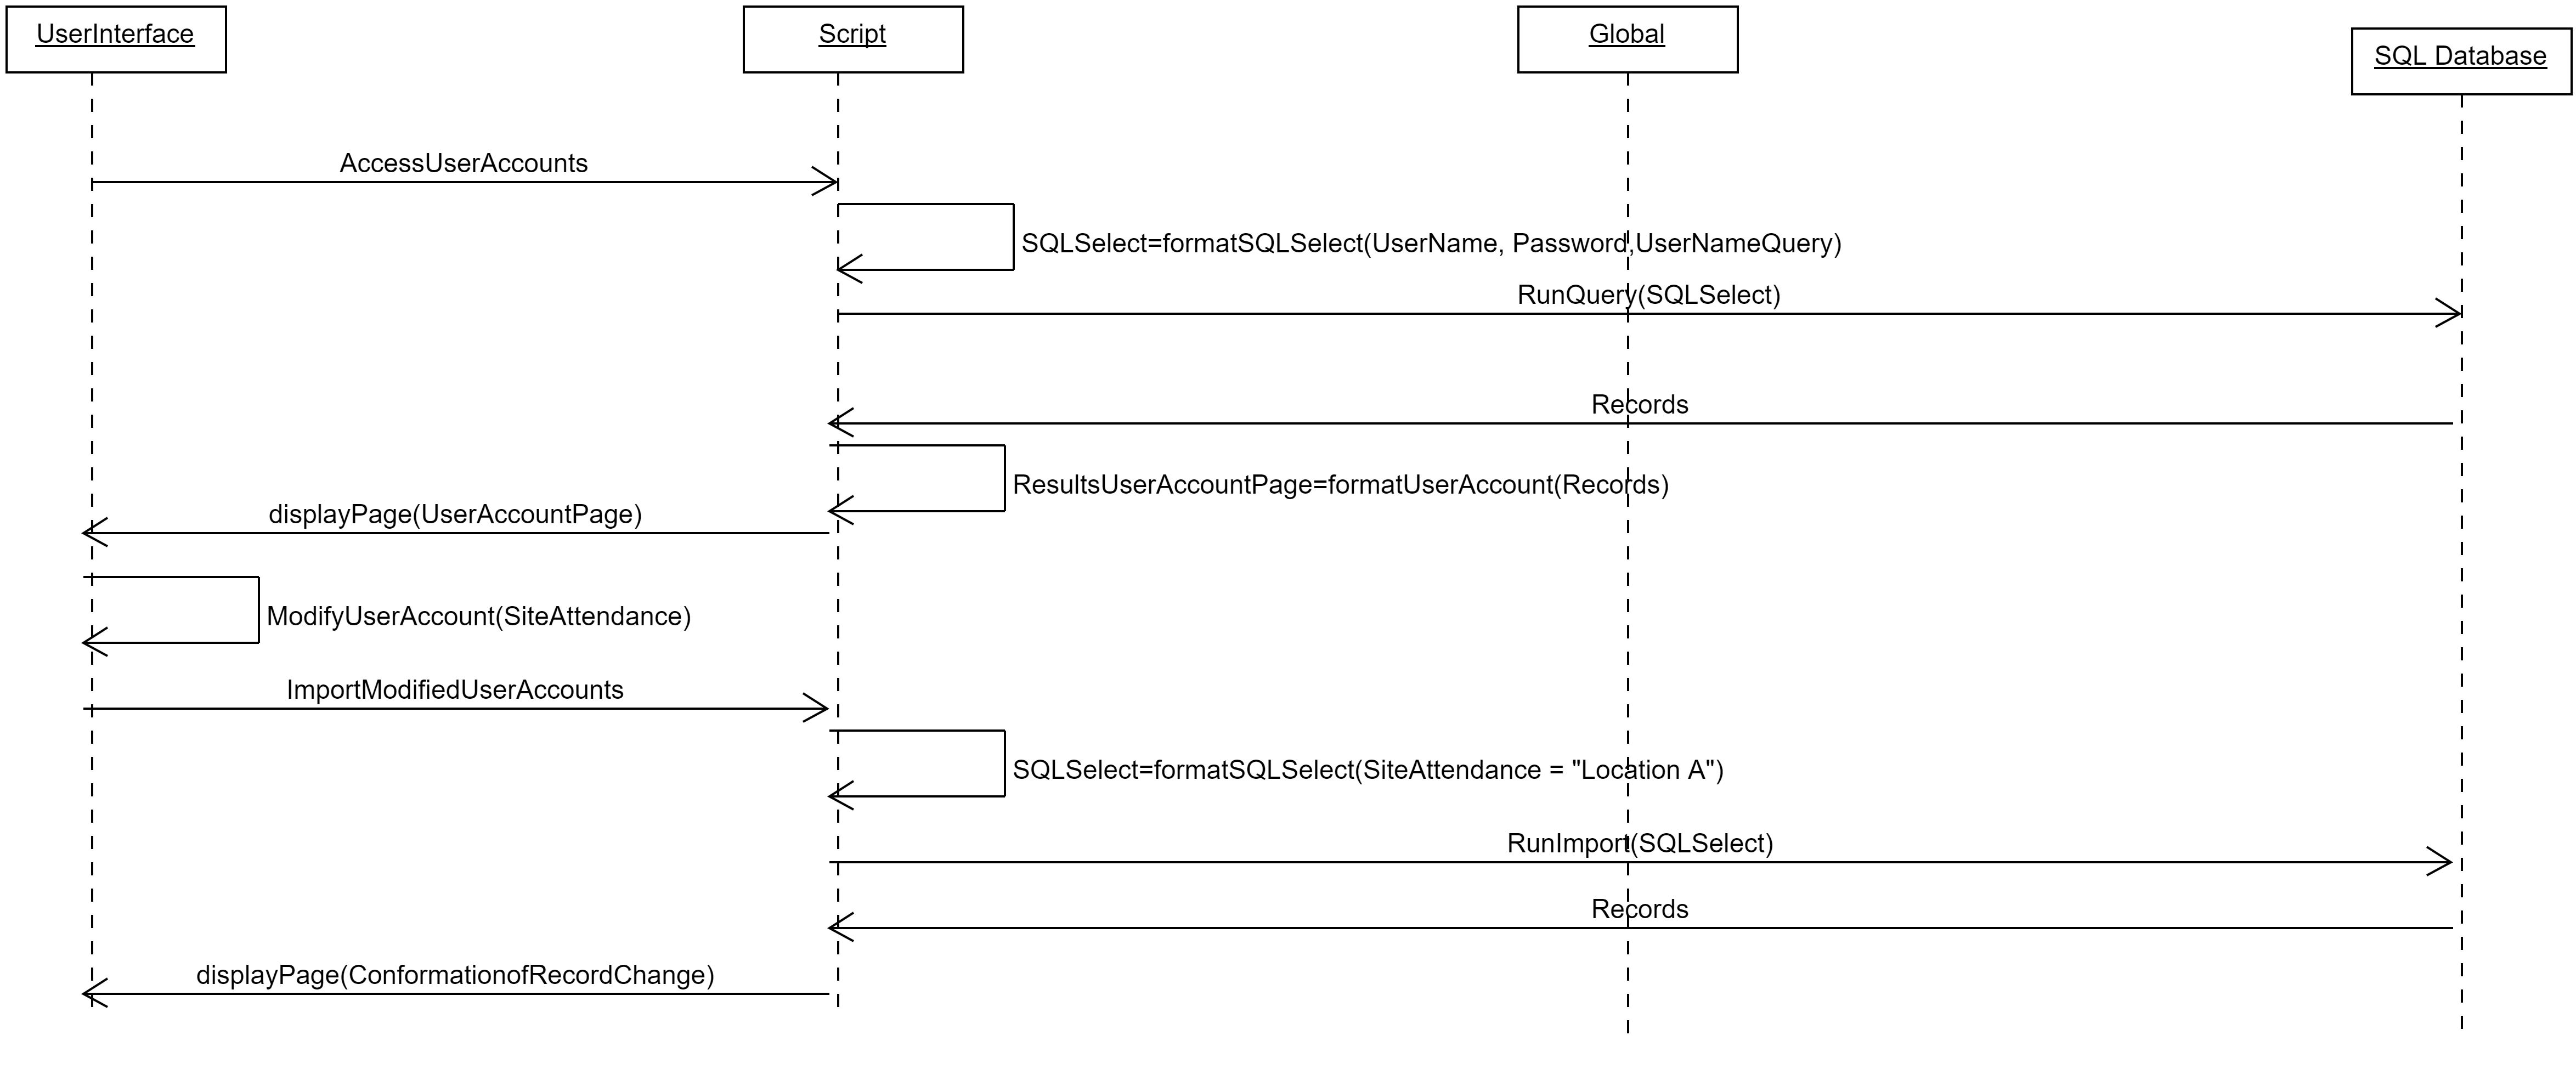 UserInterface
Script
Global
SQL Database
AccessUserAccounts
SQLSelect=formatSQLSelect(UserName, Password,UserNameQuery)
RunQuery(SQLSelect)
Records
ResultsUserAccountPage=formatUserAccount(Records)
displayPage(UserAccountPage)
ModifyUserAccount(SiteAttendance)
ImportModifiedUserAccounts
SQLSelect=formatSQLSelect(SiteAttendance = "Location A")
RunImport(SQLSelect)
Records
displayPage(ConformationofRecordChange)